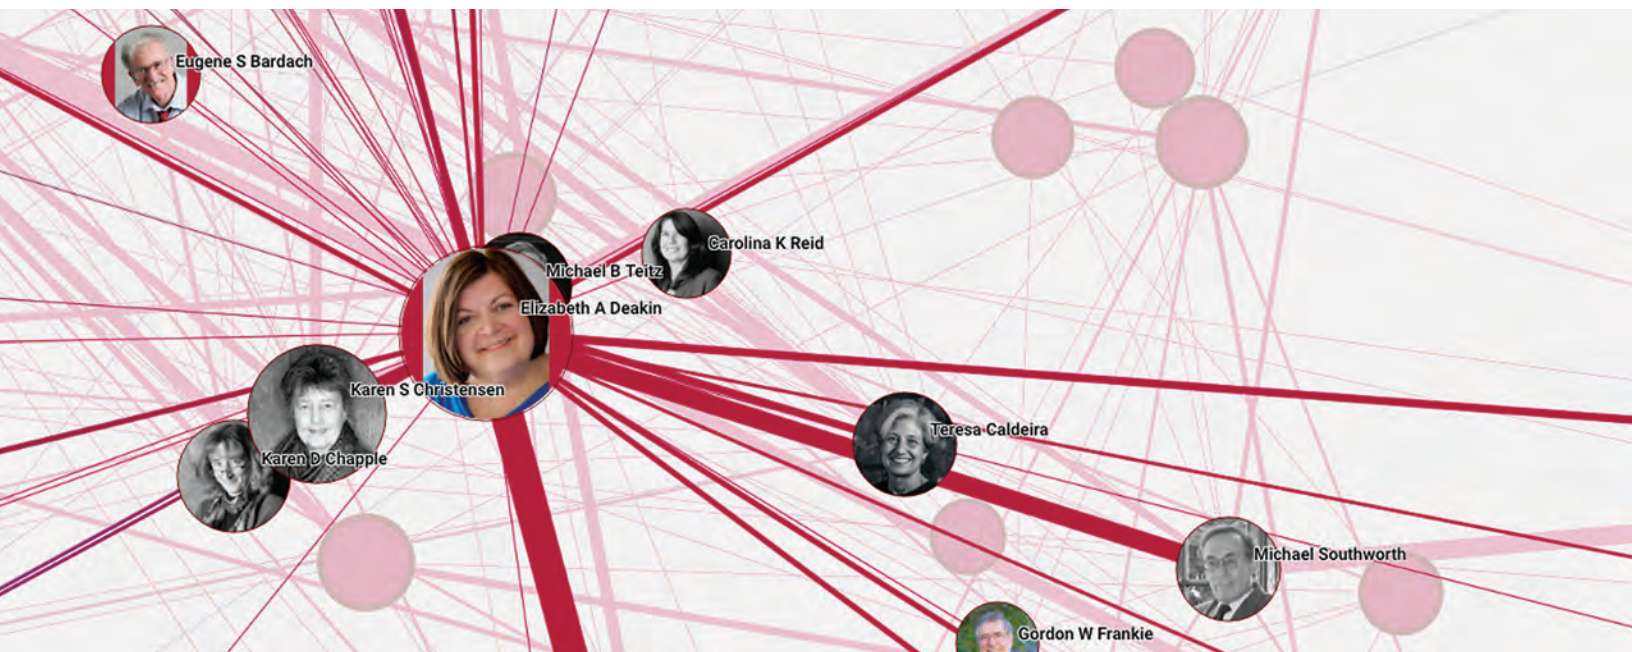 Eugene S Bardach
Carolina K Reid
Michael B Teitz
Elizabeth A Deakin
Karen S Christensen
Teresa Caldeira
Karen D Chapple
Michael Southworth
Gordon W Frankie